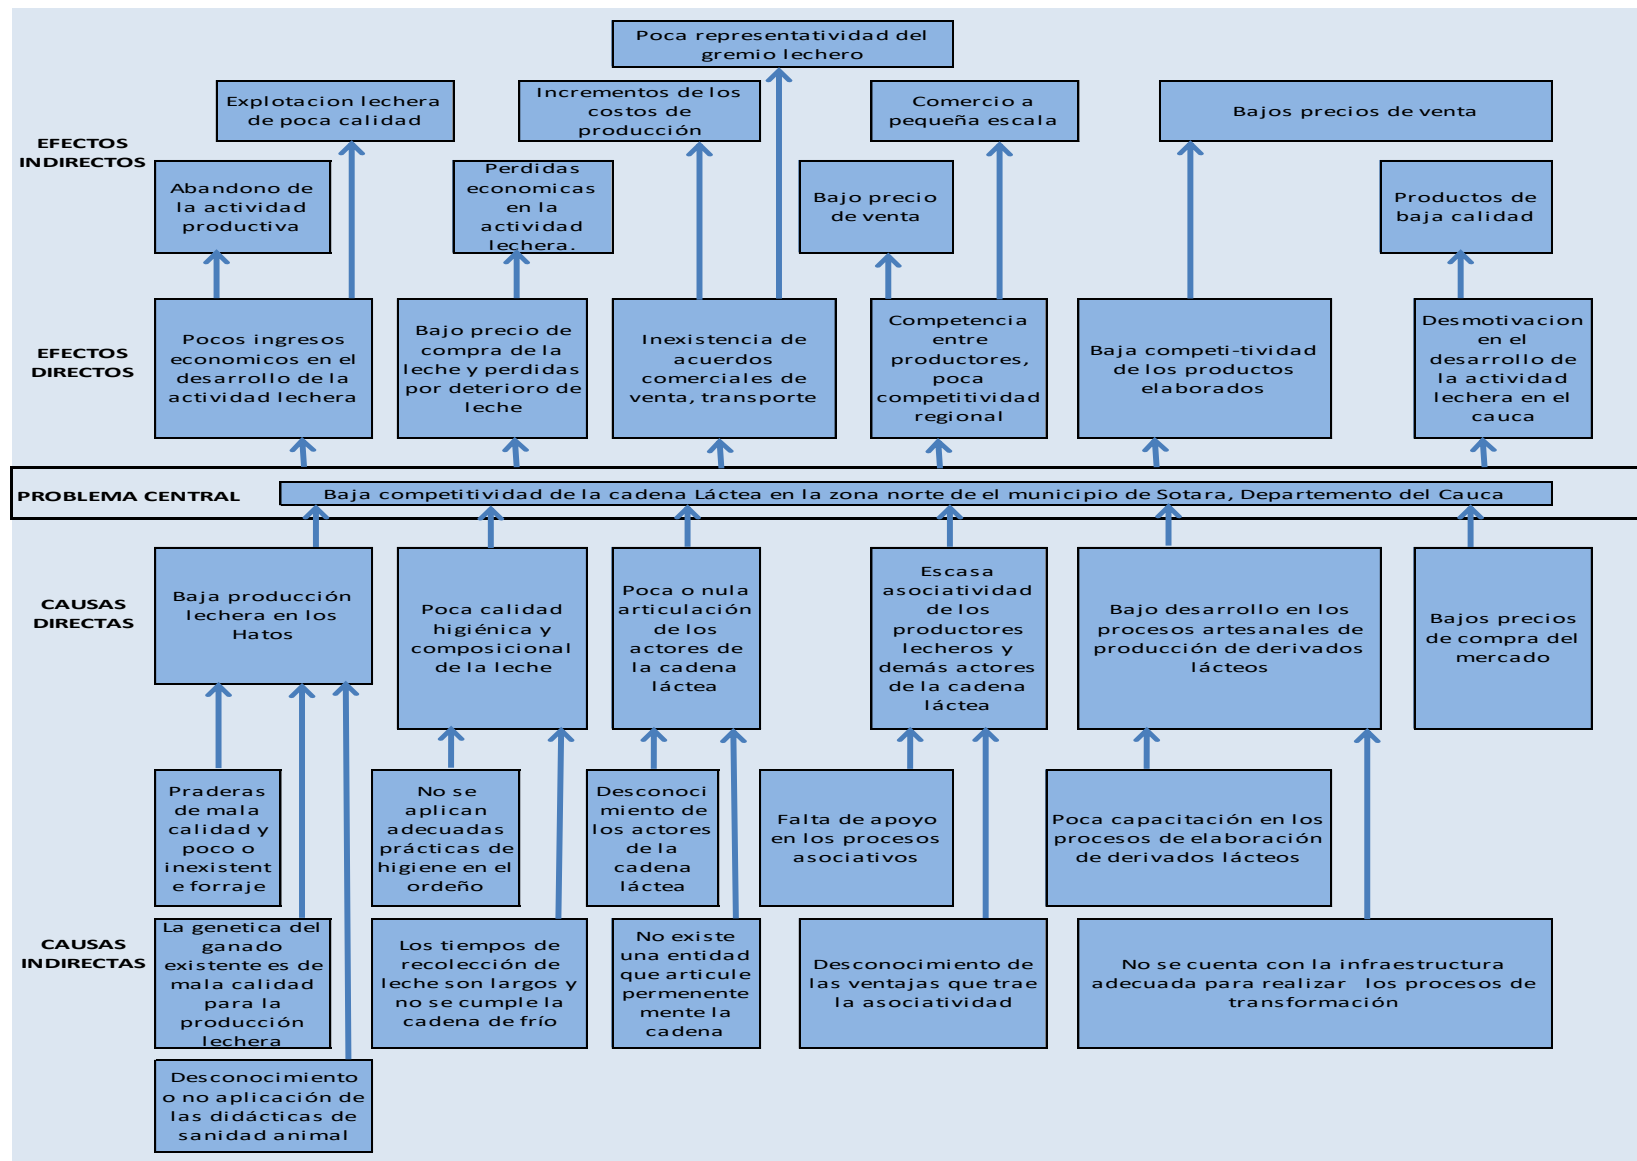 Poca representatividad del
gremio lechero
Explotacion lechera
de poca calidad
Incrementos de los
costos de
producción
Comercio a
pequeña escala
Bajos precios de venta
EFECTOS
INDIRECTOS
Abandono de
la actividad
productiva
Perdidas
economicas
en la
actividad
lechera.
Bajo precio
de venta
Productos de
baja calidad
EFECTOS
DIRECTOS
Pocos ingresos
economicos en el
desarrollo de la
actividad lechera
Bajo precio de
compra de la
leche y perdidas
por deterioro de
leche
Inexistencia de
acuerdos
comerciales de
venta, transporte
Competencia
entre
productores,
poca
competitividad
regional
Baja competi-tividad
de los productos
elaborados
Desmotivacion
en el
desarrollo de
la actividad
lechera en el
cauca
PROBLEMA CENTRAL
Baja competitividad de la cadena Láctea en la zona norte de el municipio de Sotara, Departamento del Cauca
CAUSAS
DIRECTAS
Baja producción
lechera en los
Hatos
Poca calidad
higiénica y
composicional
de la leche
Poca o nula
articulación
de los
actores de
la cadena
láctea
Escasa
asociatividad
de los
productores
lecheros y
demás actores
de la cadena
láctea
Bajo desarrollo en los
procesos artesanales de
producción de derivados
lácteos
Bajos precios
de compra del
mercado
Praderas
de mala
calidad y
poco o
inexistent
e forraje
No se
aplican
adecuadas
prácticas de
higiene en el
ordeño
Desconoci
miento de
los actores
de la
cadena
láctea
Falta de apoyo
en los procesos
asociativos
Poca capacitación en los
procesos de elaboración
de derivados lácteos
CAUSAS
INDIRECTAS
La genetica del
ganado
existente es de
mala calidad
para la
producción
lechera
Los tiempos de
recolección de
leche son largos y
no se cumple la
cadena de frío
No existe
una entidad
que articule
permenente
mente la
cadena
Desconocimiento de
las ventajas que trae
la asociatividad
No se cuenta con la infraestructura
adecuada para realizar los procesos de
transformación
Desconocimiento
o no aplicación de
las didácticas de
sanidad animal